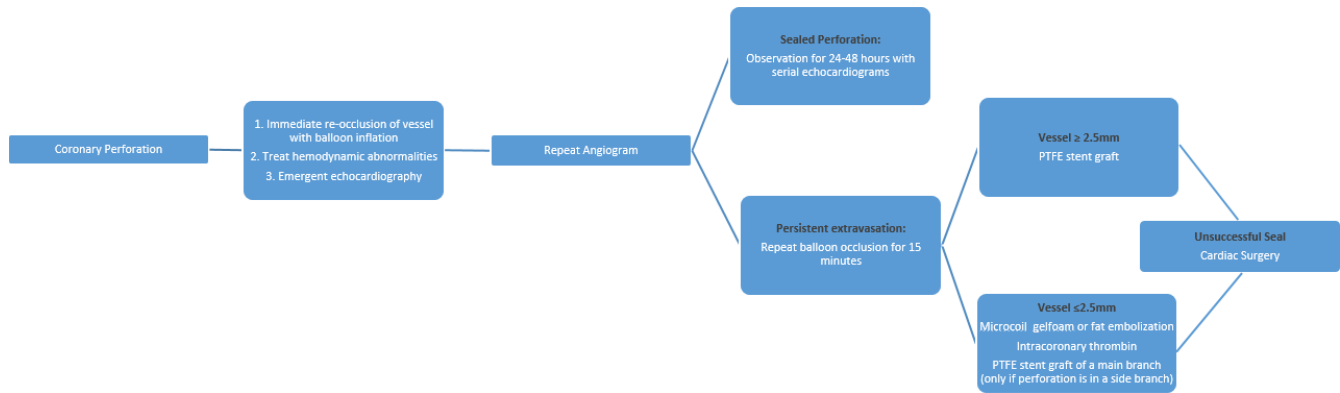 Coronary Perforation
1. Immediate re-occlusion of vessel
with balloon inflation
2. Treat hemodynamic abnormalities
3. Emergent echocardiography
Repeat Angiogram
Sealed Perforation:
Observation for 24-48 hours with
serial echocardiograms
Persistent extravasation:
Repeat balloon occlusion for 15
minutes
Vessel ≥ 2.5mm
PTFE stent graft
Vessel ≤2.5mm
Microcoil gelfoam or fat embolization
Intracoronary thrombin
PTFE stent graft of a main branch
(only if perforation is in a side branch)
Unsuccessful Seal
Cardiac Surgery